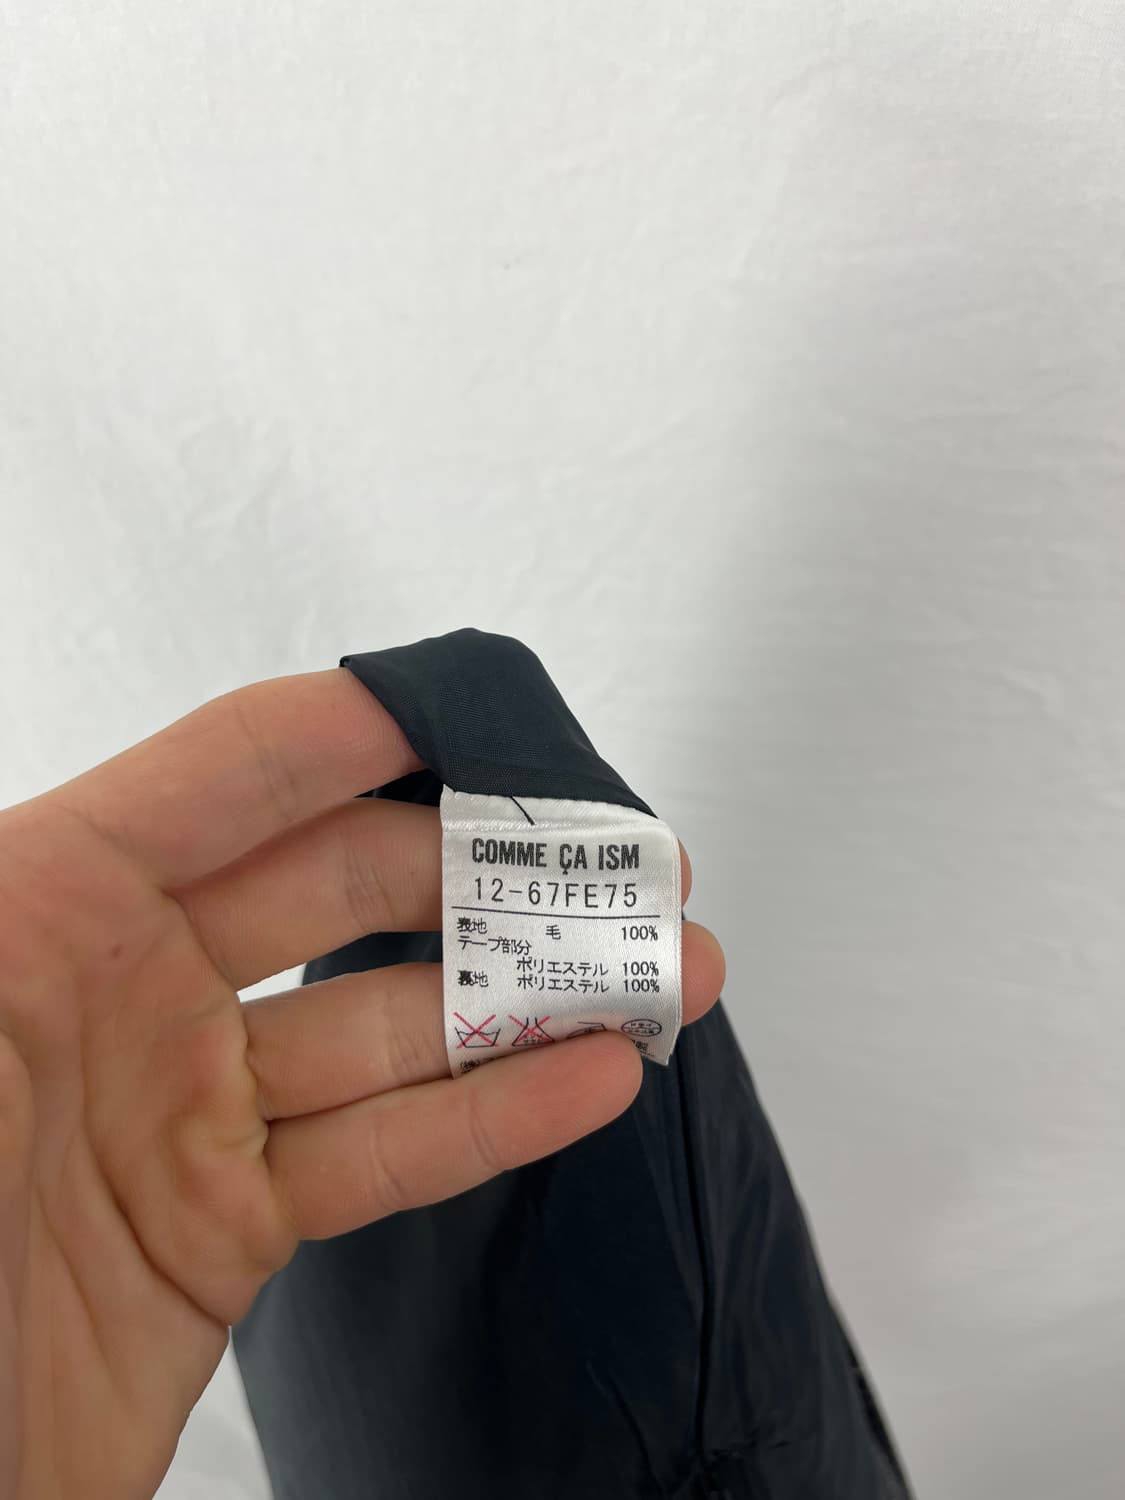 COMME ÇA ISM
12-67FE75
表地 毛 100%
テープ部分
ポリエステル 100%
裏地 ポリエステル 100%